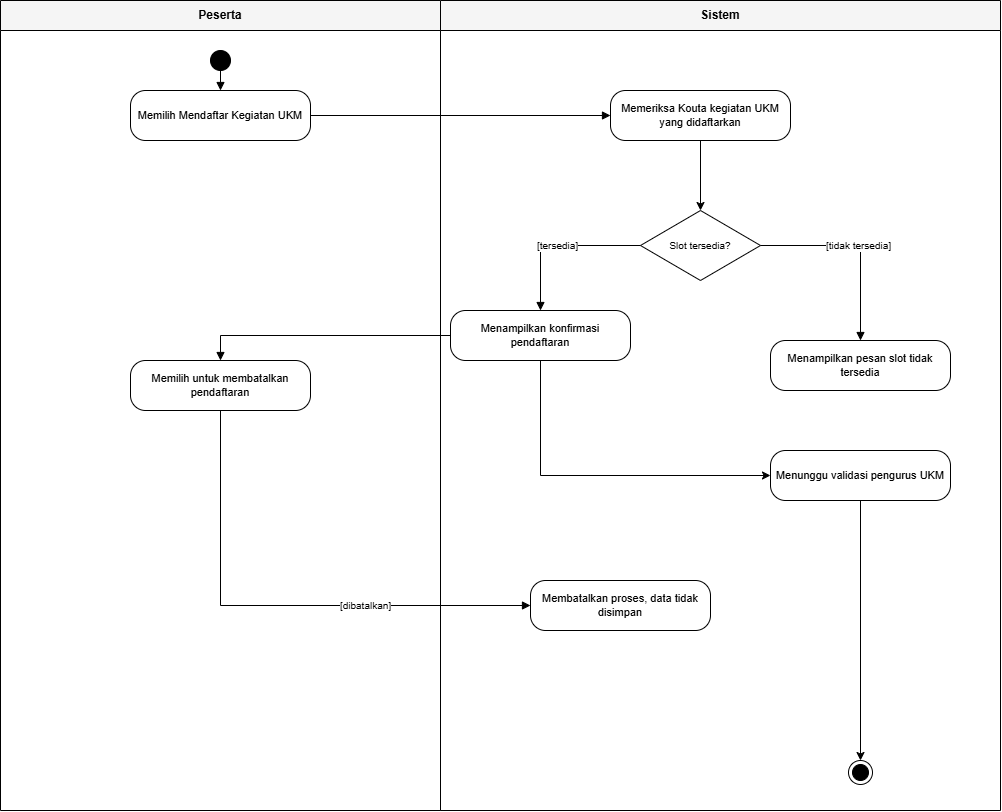 Peserta
Sistem
Memilih Mendaftar Kegiatan UKM
Memeriksa Kouta kegiatan UKM
yang didaftarkan
Slot tersedia?
[tersedia]
[tidak tersedia]
Menampilkan konfirmasi
pendaftaran
Menampilkan pesan slot tidak
tersedia
Memilih untuk membatalkan
pendaftaran
Menunggu validasi pengurus UKM
[dibatalkan]
Membatalkan proses, data tidak
disimpan